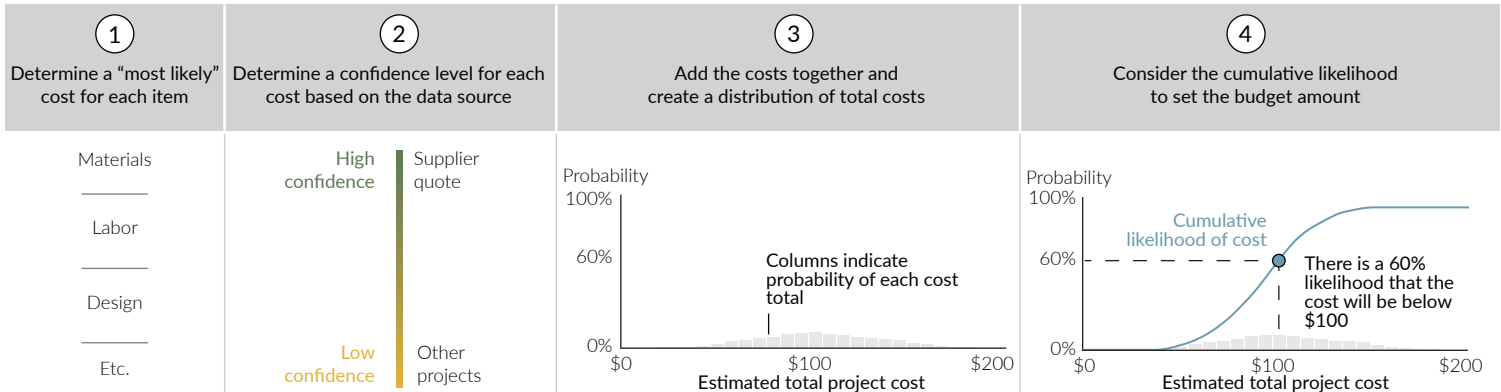 1
Determine a “most likely”
cost for each item
2
Determine a confidence level for each
cost based on the data source
3
Add the costs together and
create a distribution of total costs
4
Consider the cumulative likelihood
to set the budget amount
Materials
Labor
Design
Etc.
High
confidence
Supplier
quote
Low
confidence
Other
projects
Probability
100%
60%
0%
Columns indicate
probability of each cost
total
$0
$100
$200
Estimated total project cost
Probability
100%
60%
0%
Cumulative
likelihood of cost
There is a 60%
likelihood that the
cost will be below
$100
$0
$100
$200
Estimated total project cost